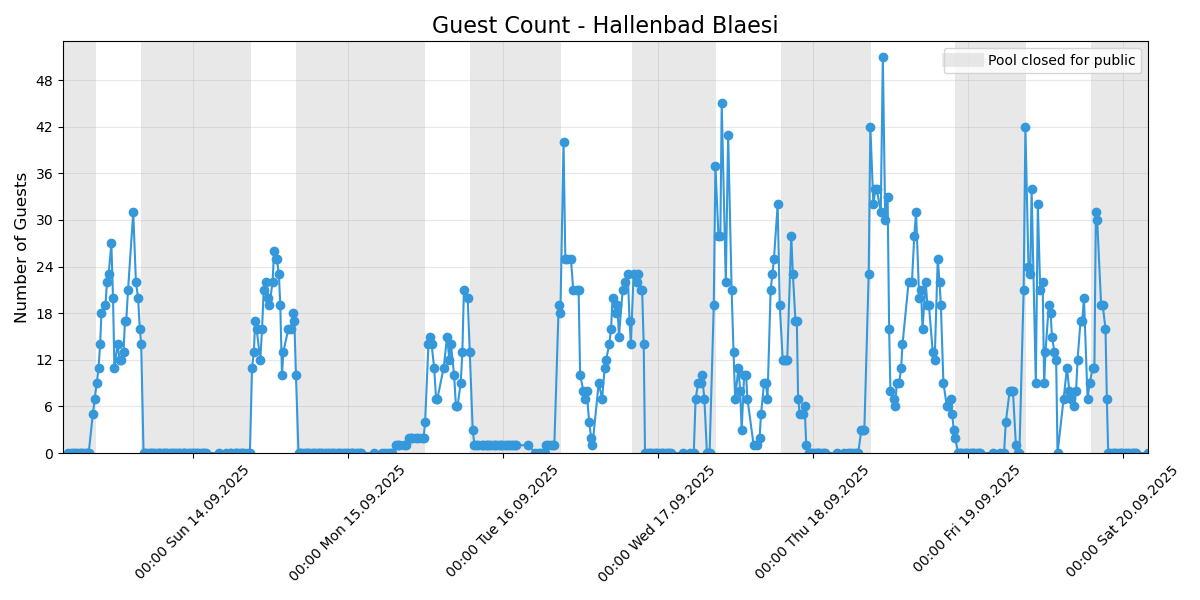 Guest Count - Hallenbad Blaesi
Pool closed for public
Number of Guests
48
42
36
30
24
18
12
6
0
00:00 Sun 14.09.2025
00:00 Mon 15.09.2025
00:00 Tue 16.09.2025
00:00 Wed 17.09.2025
00:00 Thu 18.09.2025
00:00 Fri 19.09.2025
00:00 Sat 20.09.2025